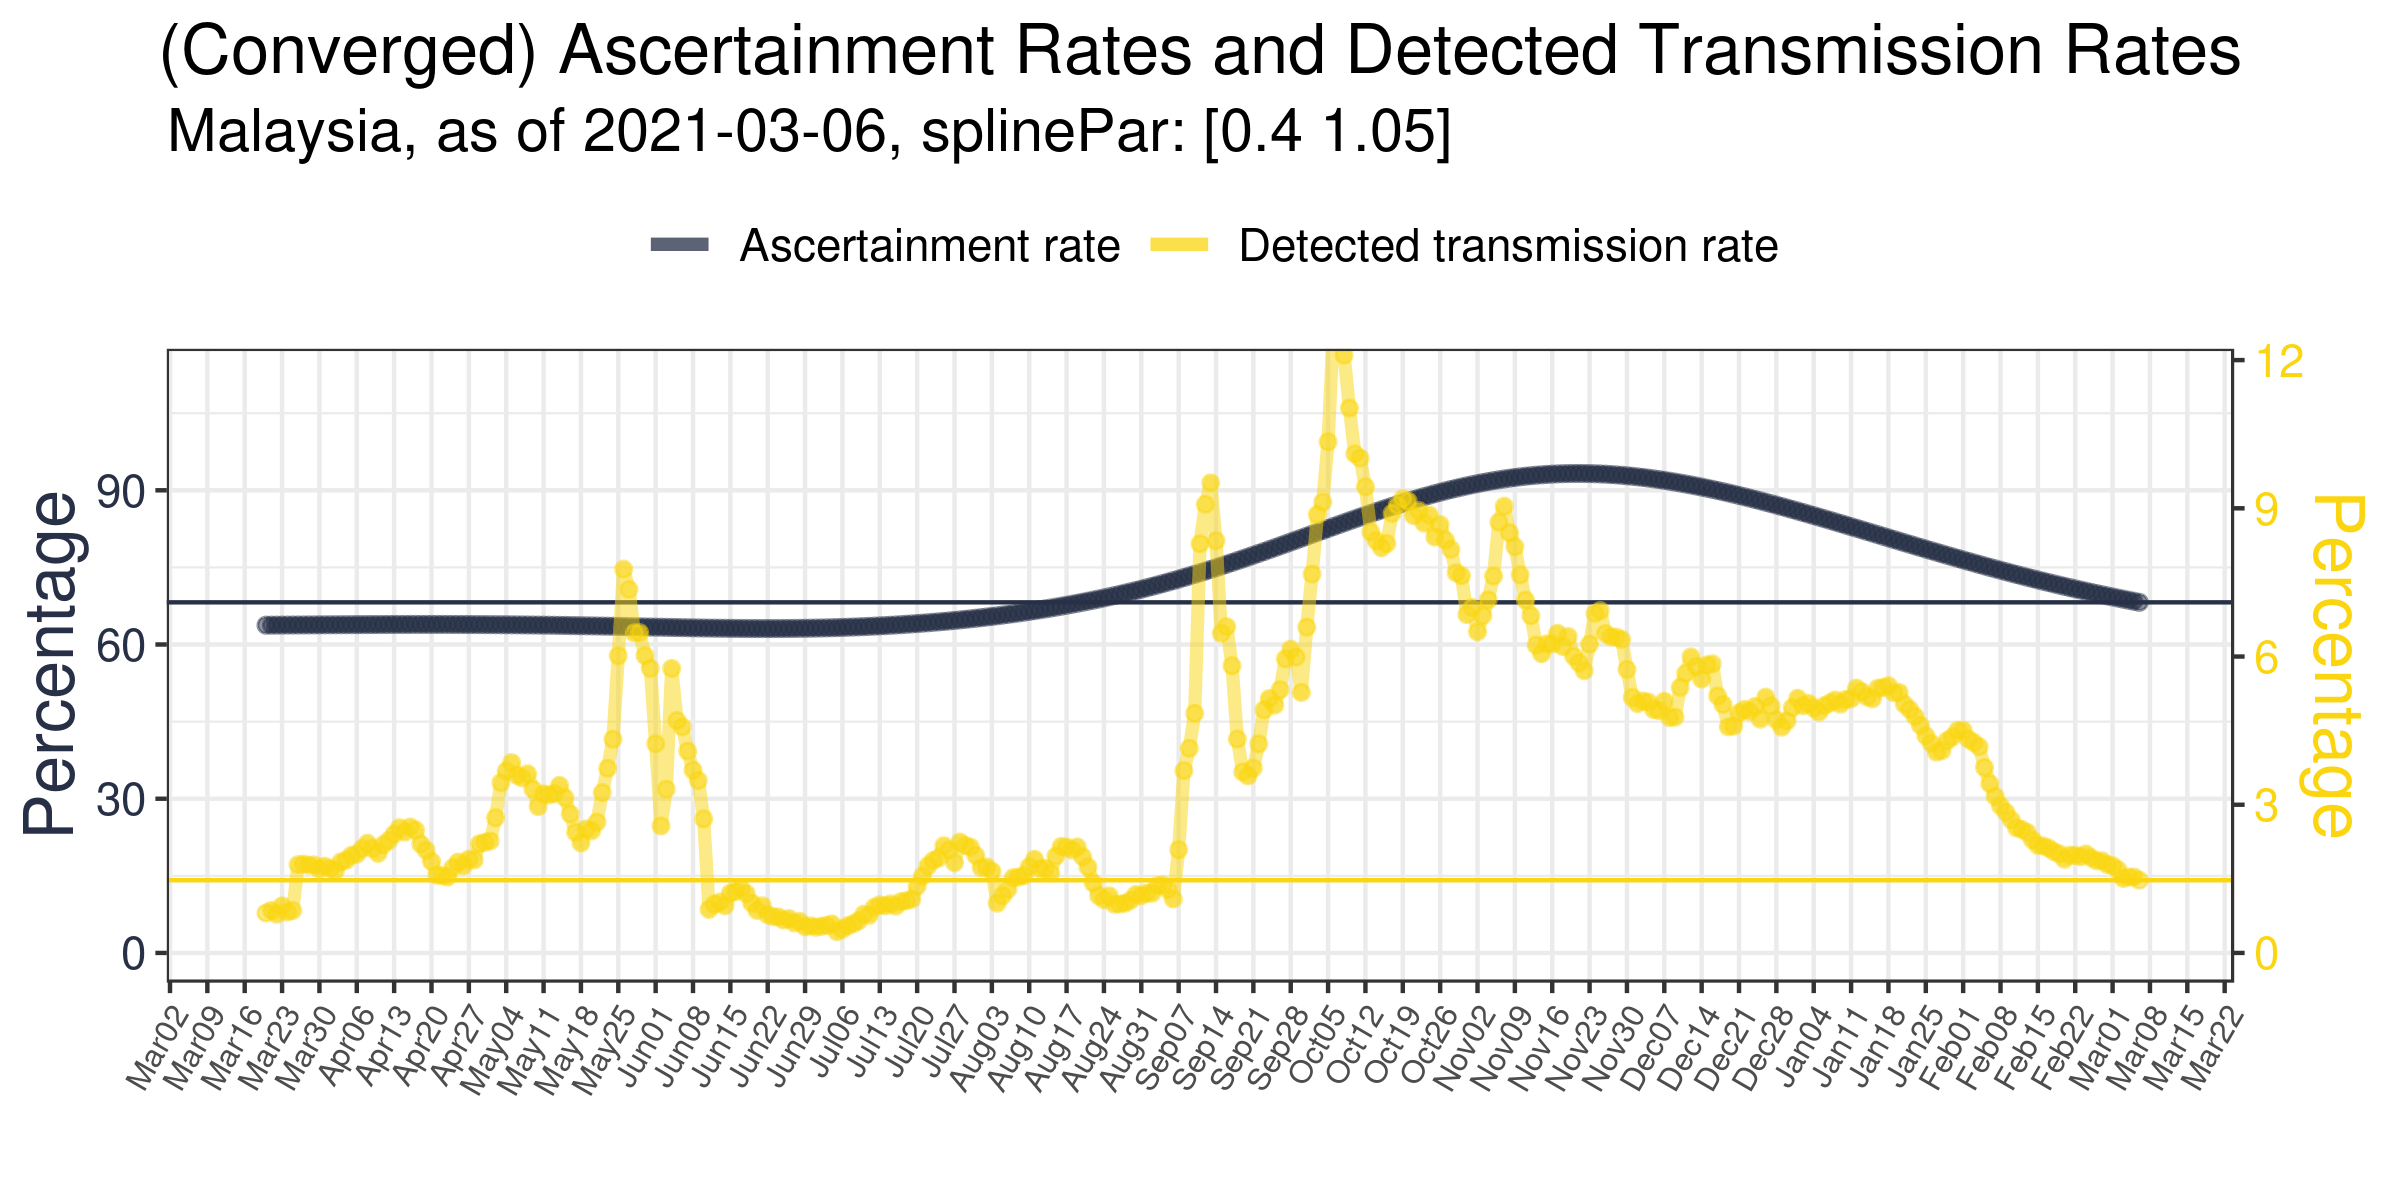 (Converged) Ascertainment Rates and Detected Transmission Rates
Malaysia, as of 2021-03-06, splinePar: [0.4 1.05]
Ascertainment rate Detected transmission rate
Percentage
90
60
30
0
12
9
6
3
0
Percentage
Mar02 Mar09 Mar16 Mar23 Mar30 Apr06 Apr13 Apr20 Apr27 May04 May11 May18 May25 Jun01 Jun08 Jun15 Jun22 Jun29 Jul06 Jul13 Jul20 Jul27 Aug03 Aug10 Aug17 Aug24 Aug31 Sep07 Sep14 Sep21 Sep28 Oct05 Oct12 Oct19 Oct26 Nov02 Nov09 Nov16 Nov23 Nov30 Dec07 Dec14 Dec21 Dec28 Jan04 Jan11 Jan18 Jan25 Feb01 Feb08 Feb15 Feb22 Mar01 Mar08 Mar15 Mar22